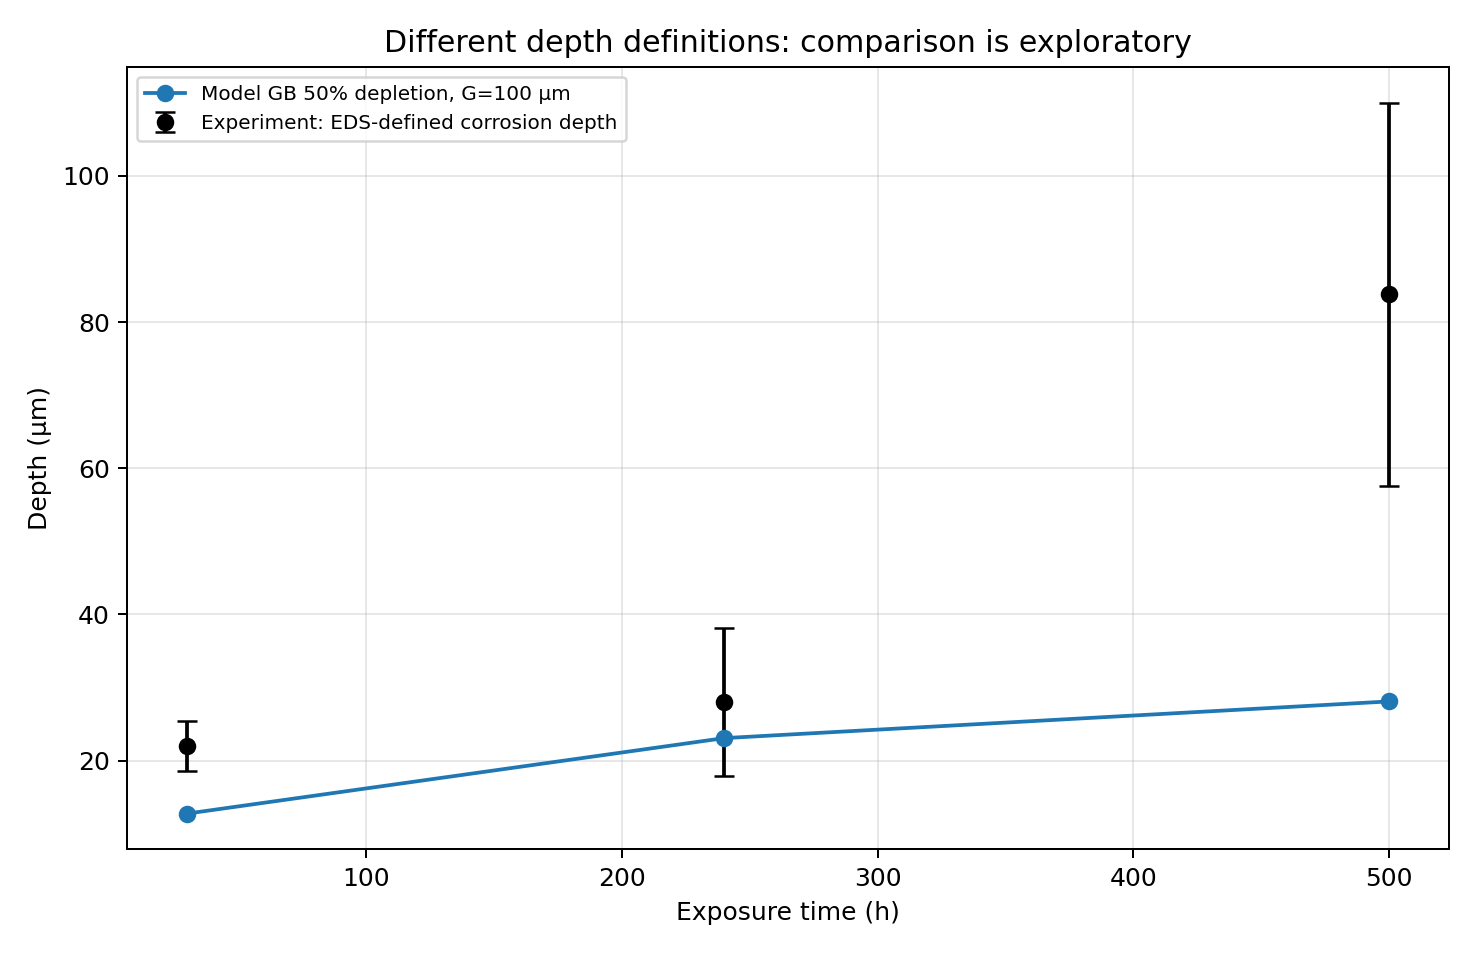 Different depth definitions: comparison is exploratory
Model GB 50% depletion, G=100 μm
Experiment: EDS-defined corrosion depth
Depth (μm)
100
80
60
40
20
100 200 300 400 500
Exposure time (h)